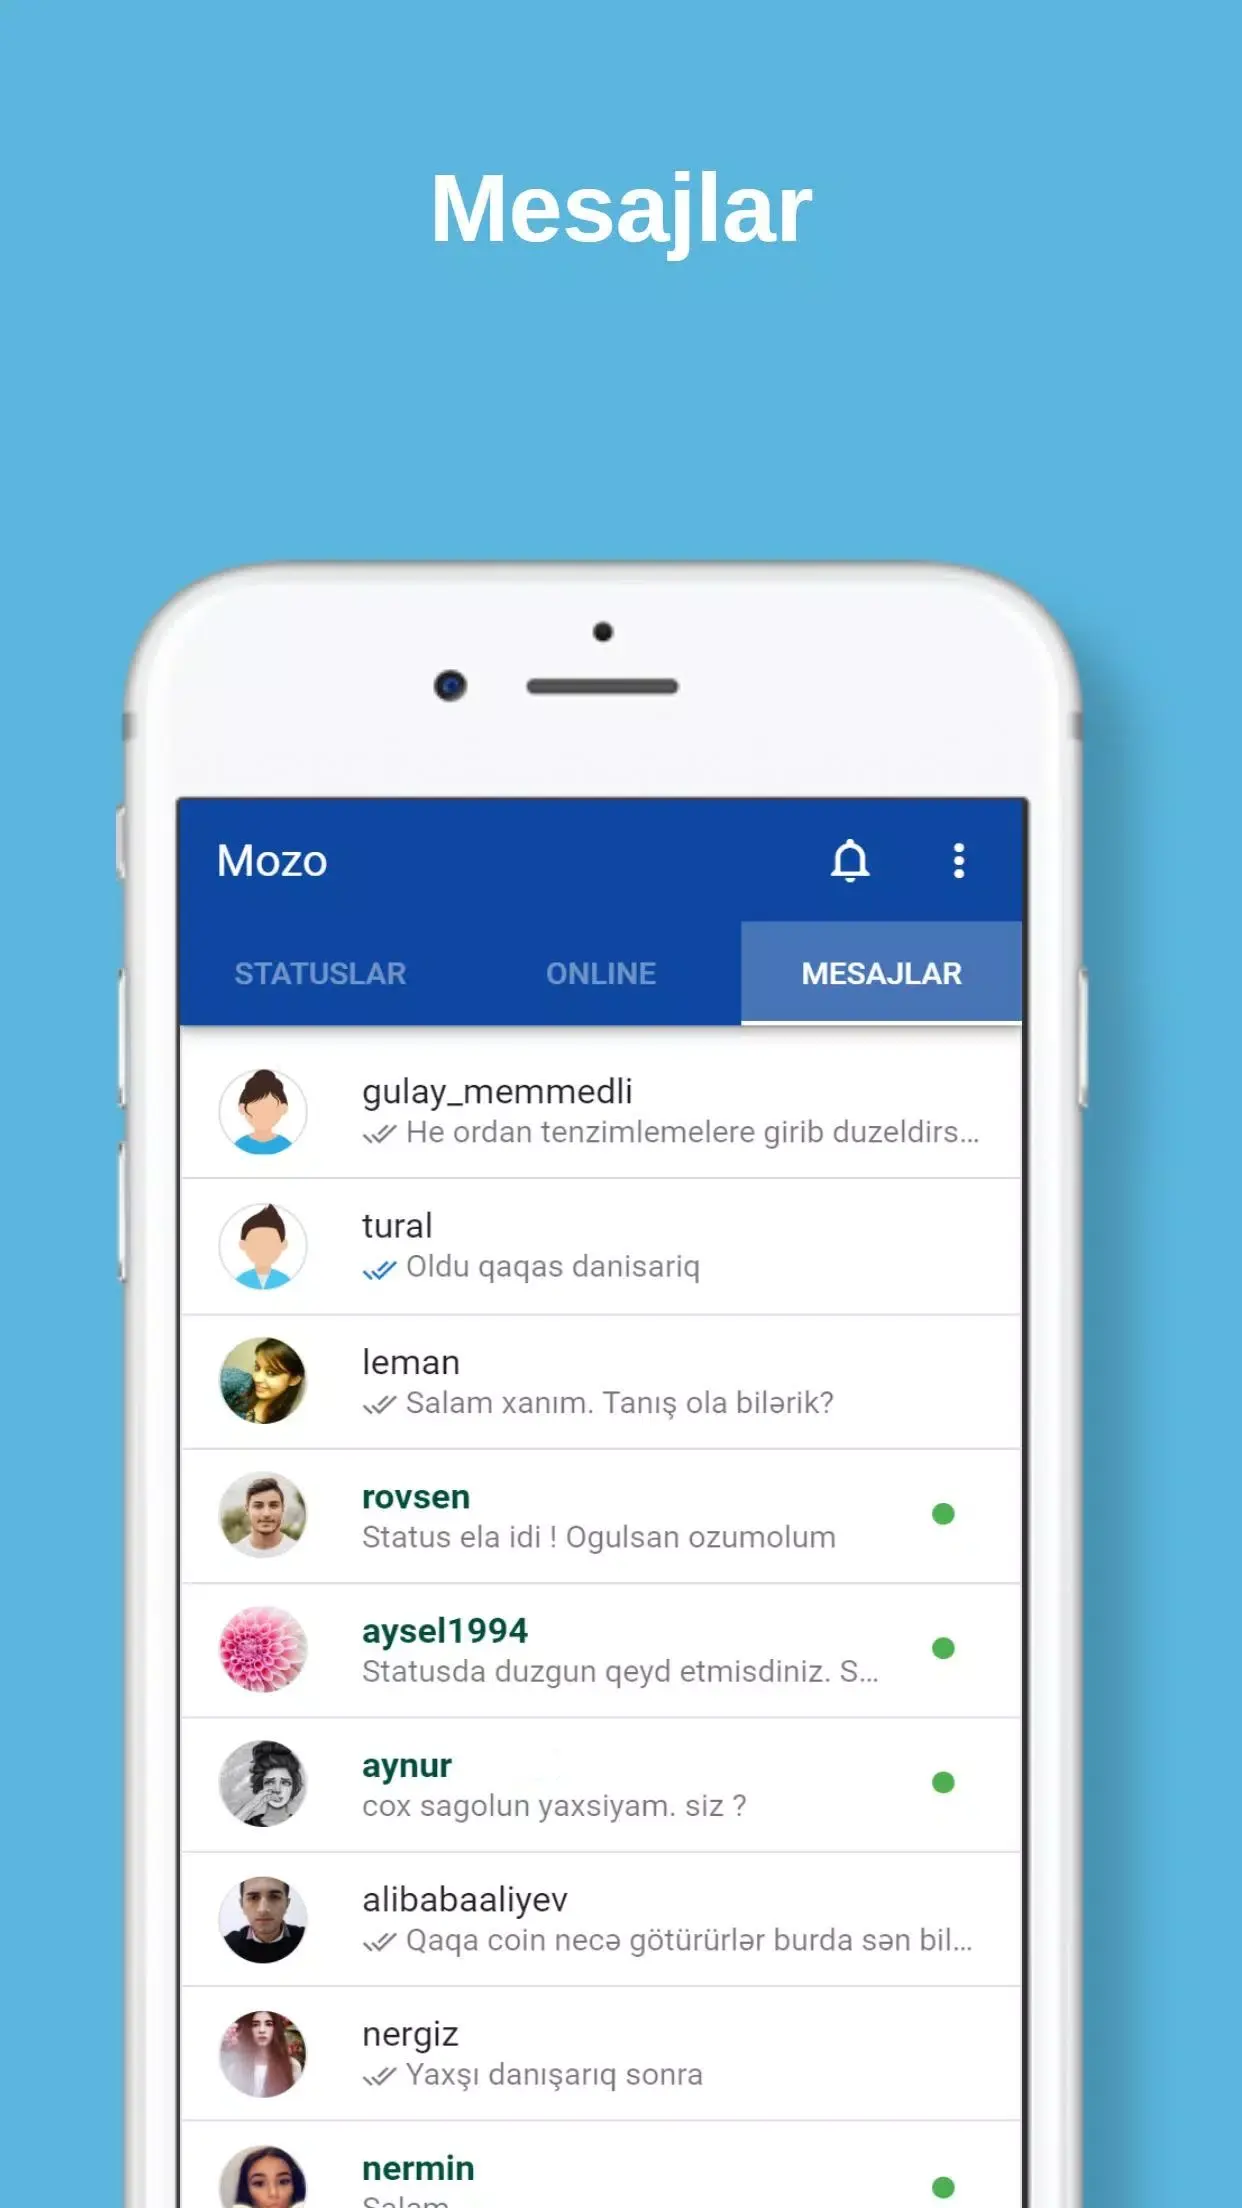 Mesajlar
Mozo
STATUSLAR ONLINE MESAJLAR
gulay_memmedli
He ordan tenzimlemelere girib duzeldirs...
tural
Oldu qaqas danisariq
leman
Salam xanım. Tanış ola bilərik?
rovsen
Status ela idi ! Ogulsan ozumolum
aysel1994
Statusda duzgun qeyd etmisdiniz. S...
aynur
cox sagolun yaxsiyam. siz ?
alibabaaliyev
Qaqa coin necə götürürlər burda sən bil...
nergiz
Yaxşı danışarıq sonra
nermin
Salam